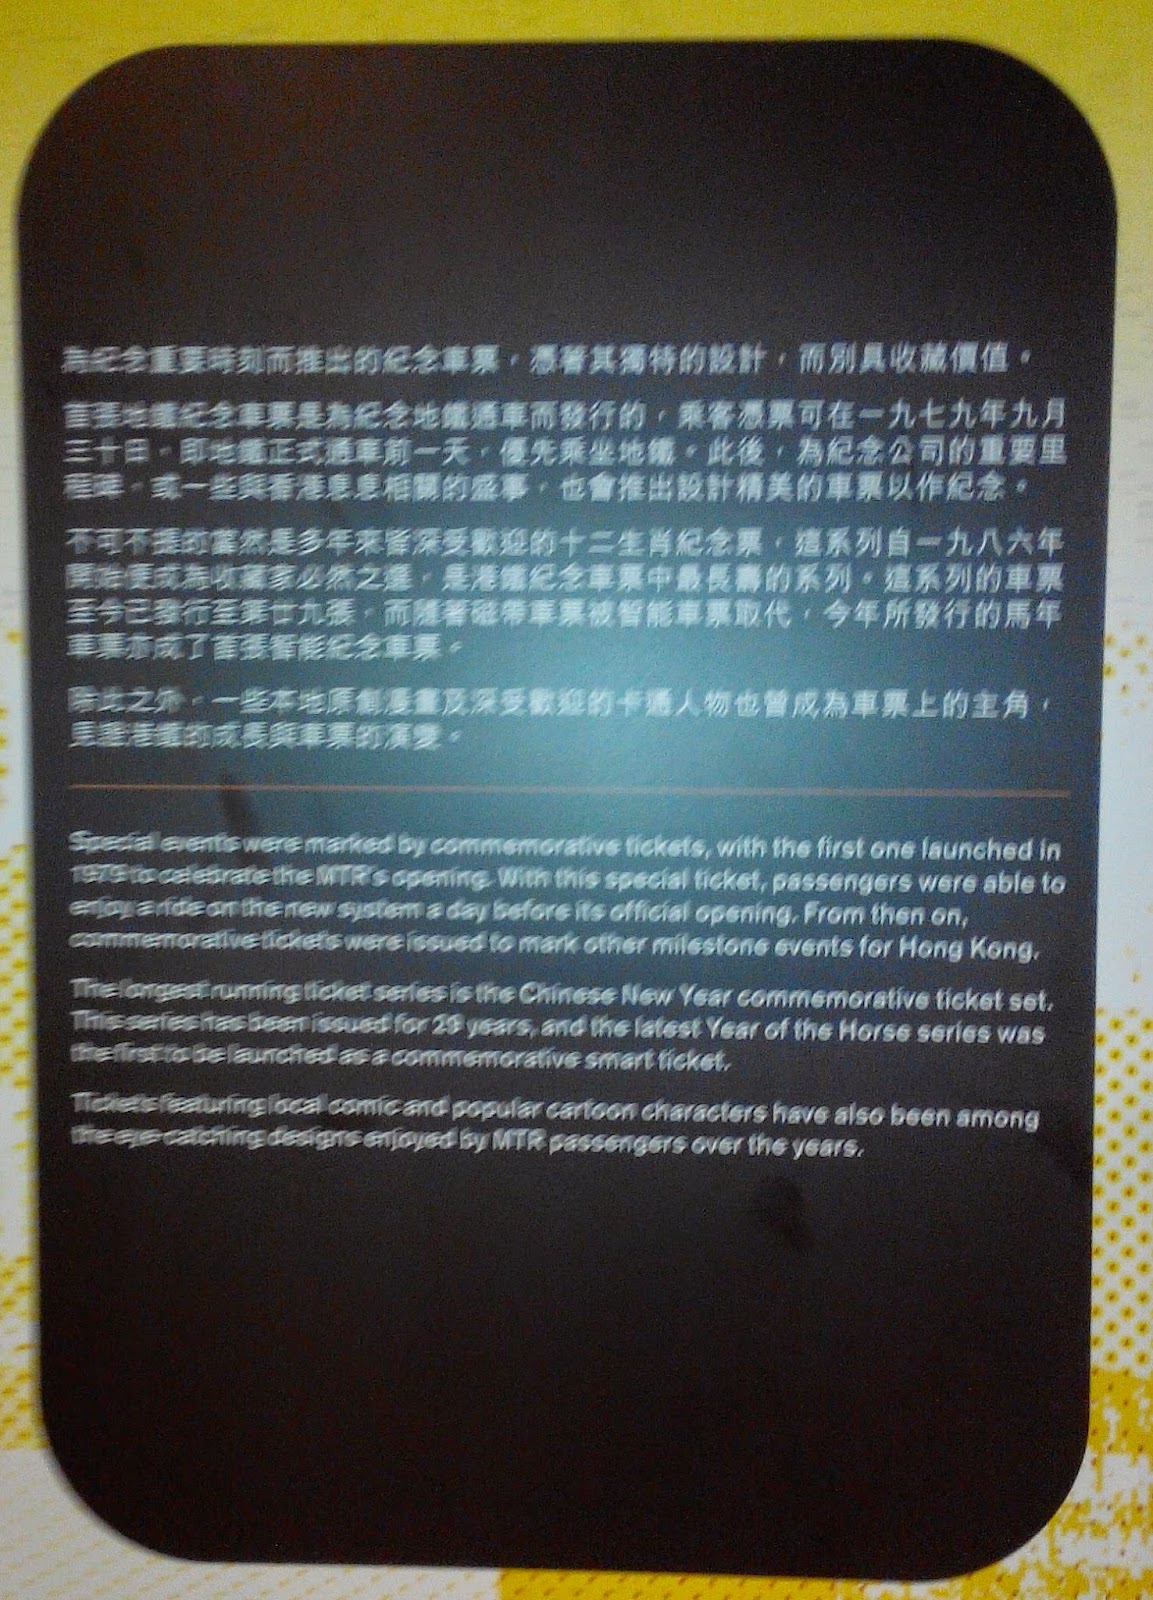 為紀念重要時刻而推出的紀念車票，憑著其獨特的設計，而別具收藏價值。
首張地鐵紀念車票是為紀念地鐵通車而發行的，乘客憑票可在一九七九年九月
三十日，即地鐵正式通車前一天，優先乘坐地鐵。此後，為紀念公司的重要里
程碑，或一些與香港息息相關的盛事，也會推出設計精美的車票以作紀念。
不可不提的當然是多年來皆深受歡迎的十二生肖紀念票，這系列自一九八六年
開始便成為收藏家必然之選，是港鐵紀念車票中最長壽的系列。這系列的車票
至今已發行至第廿九張，而隨著磁帶車票被智能車票取代，今年所發行的馬年
車票亦成了首張智能紀念車票。
除此之外，一些本地原創漫畫及深受歡迎的卡通人物也曾成為車票上的主角，
見證港鐵的成長與車票的演變。
Special events were marked by commemorative tickets, with the first one launched in
1979 to celebrate the MTR's opening. With this special ticket, passengers were able to
enjoy a ride on the new system a day before its official opening. From then on,
commemorative tickets were issued to mark other milestone events for Hong Kong.
The longest running ticket series is the Chinese New Year commemorative ticket set.
This series has been issued for 29 years, and the latest Year of the Horse series was
the first to be launched as a commemorative smart ticket.
Tickets featuring local comic and popular cartoon characters have also been among
the eye-catching designs enjoyed by MTR passengers over the years.